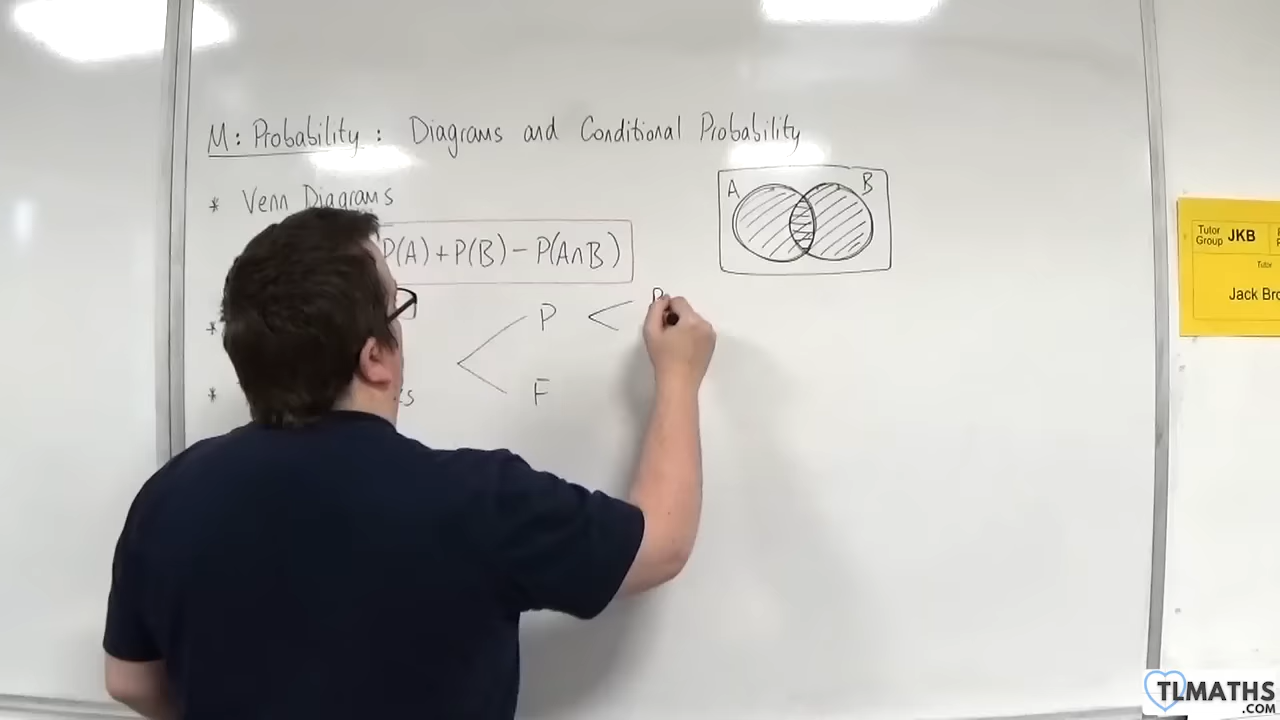 M: Probability: Diagrams and Conditional Probability
* Venn Diagrams
A B
P(A)+P(B) − P(A∩B)
* P
*
F
Tutor
Group JKB
Tutor
Jack Bro
TLMATHS
.COM